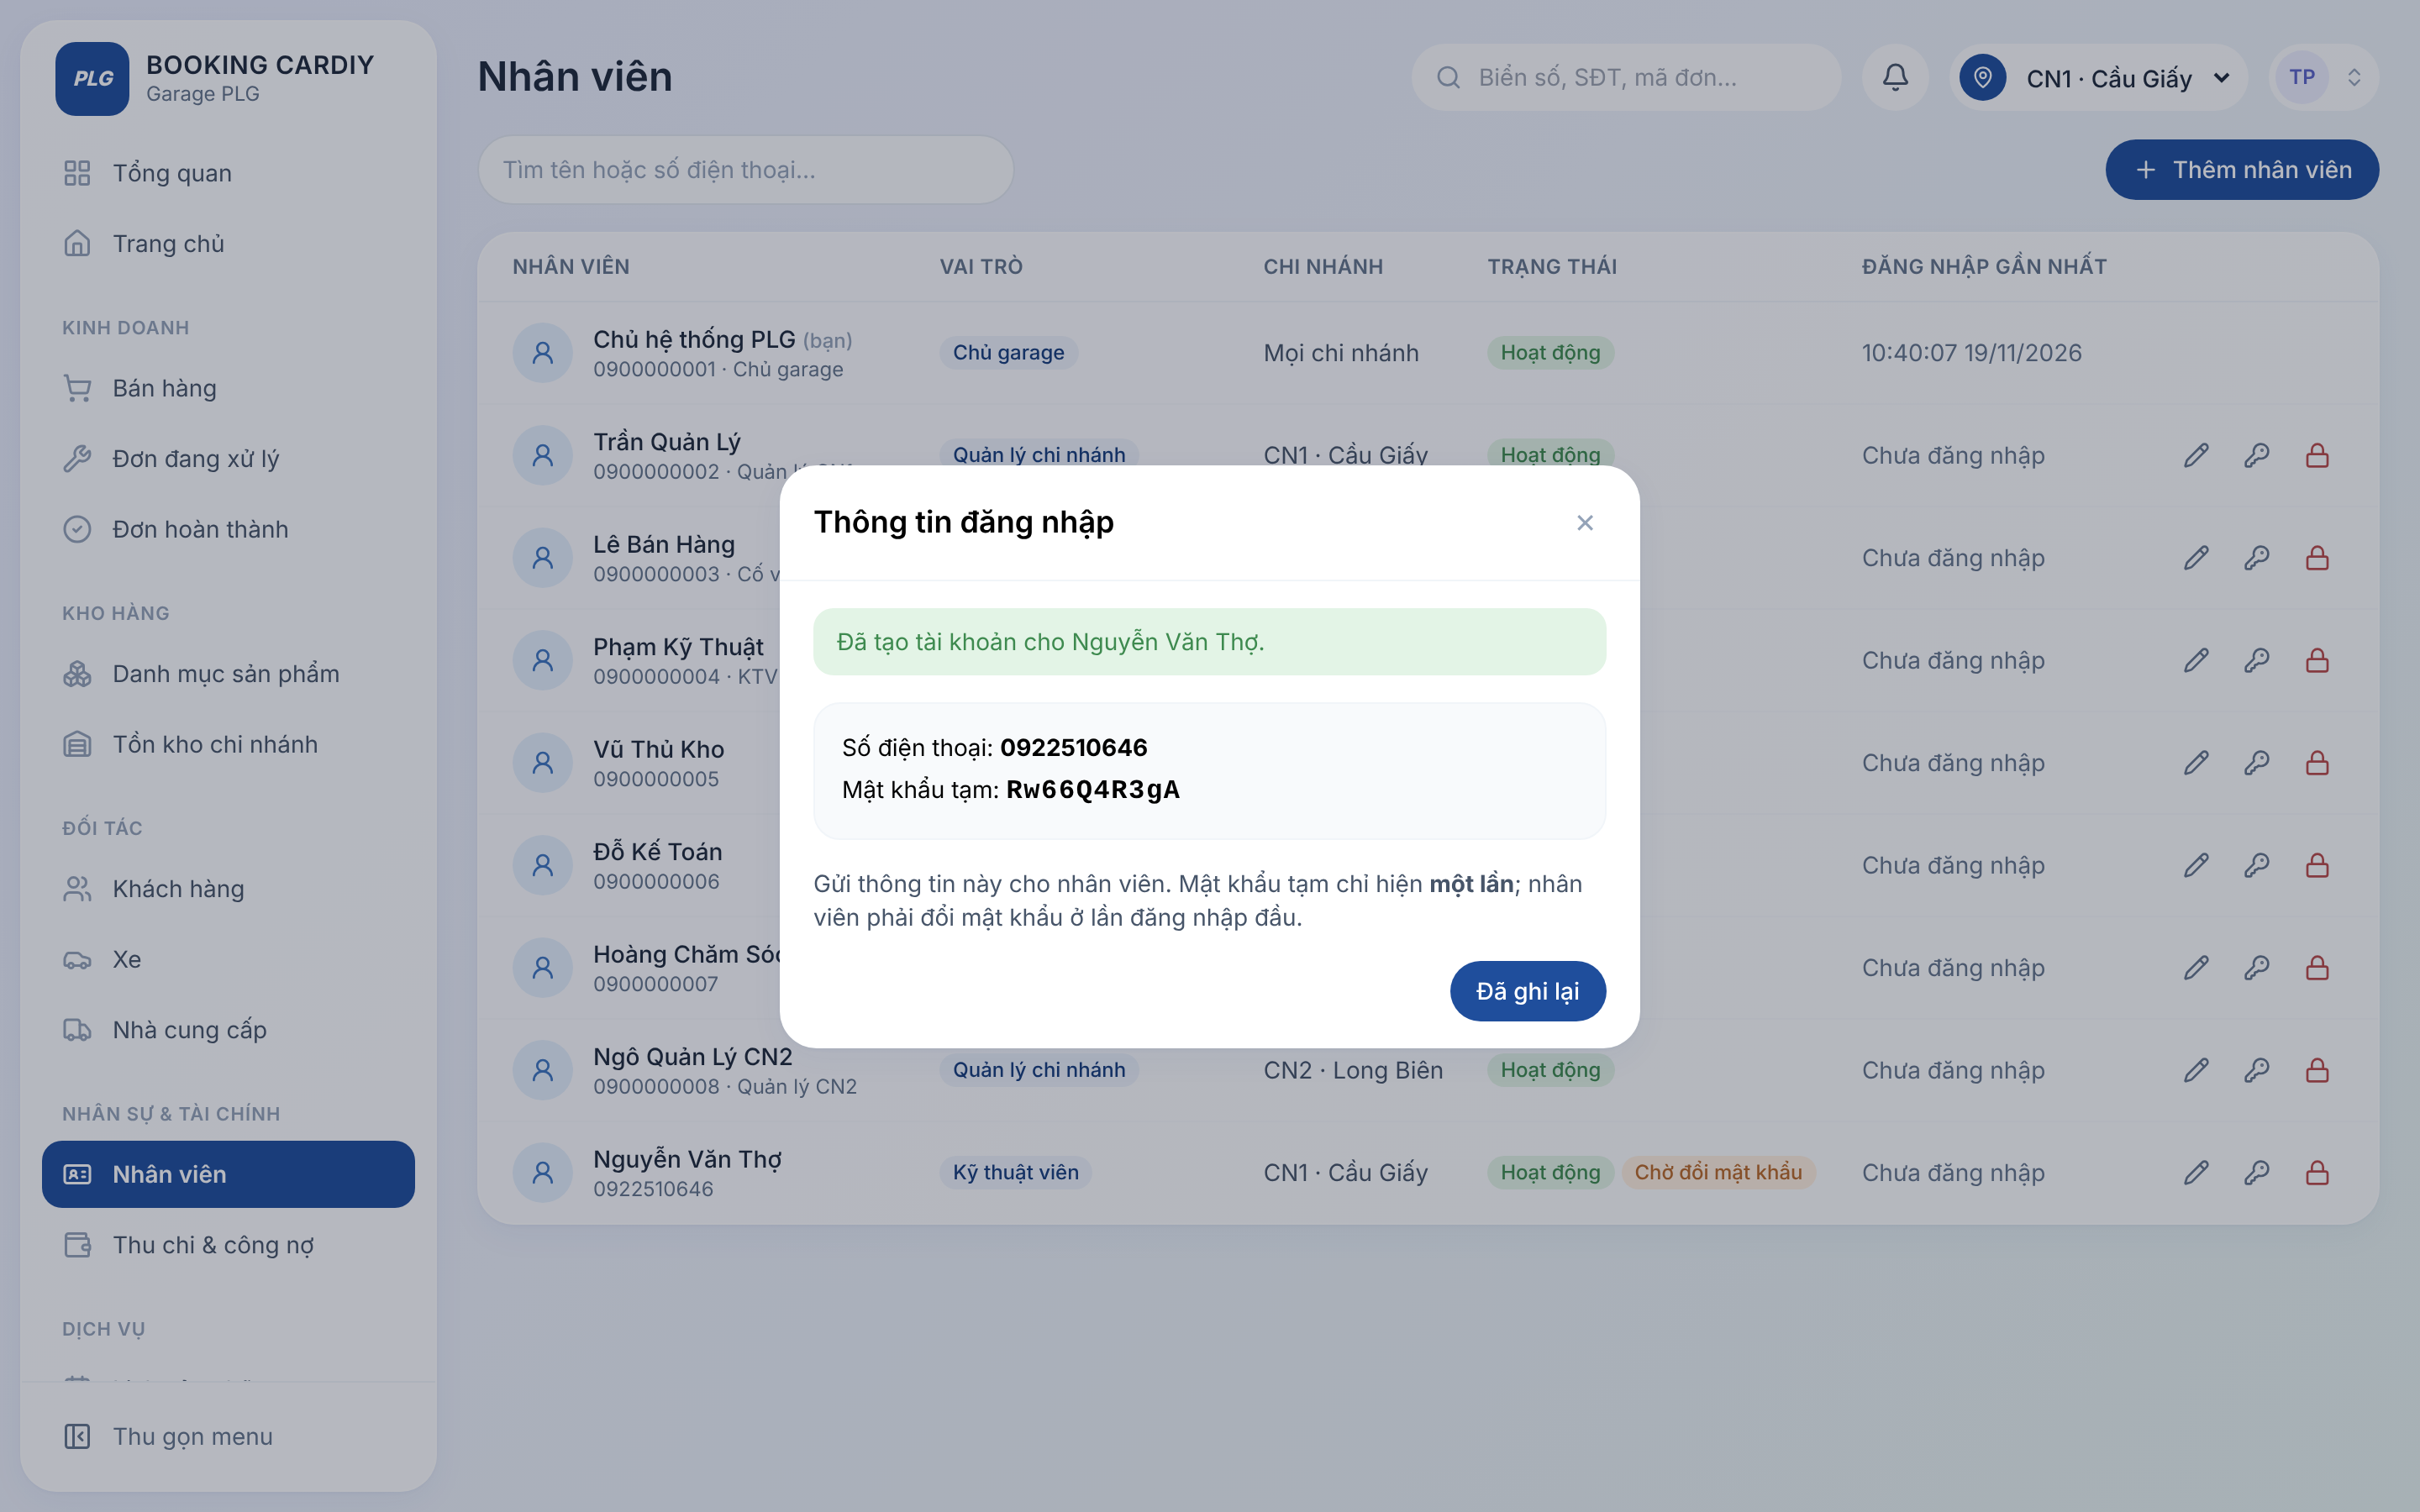 PLG
BOOKING CARDIY
Garage PLG
Tổng quan
Trang chủ
KINH DOANH
Bán hàng
Đơn đang xử lý
Đơn hoàn thành
KHO HÀNG
Danh mục sản phẩm
Tồn kho chi nhánh
ĐỐI TÁC
Khách hàng
Xe
Nhà cung cấp
NHÂN SỰ & TÀI CHÍNH
Nhân viên
Thu chi & công nợ
DỊCH VỤ
Thu gọn menu
Nhân viên
Biển số, SĐT, mã đơn...
CN1 · Cầu Giấy
TP
Tìm tên hoặc số điện thoại...
Thêm nhân viên
NHÂN VIÊN VAI TRÒ CHI NHÁNH TRẠNG THÁI ĐĂNG NHẬP GẦN NHẤT
Chủ hệ thống PLG (bạn)
0900000001 · Chủ garage
Chủ garage Mọi chi nhánh Hoạt động 10:40:07 19/11/2026
Trần Quản Lý
0900000002 · Quản
Quản lý chi nhánh CN1 · Cầu Giấy Hoạt động Chưa đăng nhập
Lê Bán Hàng
0900000003 · Cố
Chưa đăng nhập
Phạm Kỹ Thuật
0900000004 · KTV
Chưa đăng nhập
Vũ Thủ Kho
0900000005
Chưa đăng nhập
Đỗ Kế Toán
0900000006
Chưa đăng nhập
Hoàng Chăm
0900000007
Chưa đăng nhập
Ngô Quản Lý CN2
0900000008 · Quản lý CN2
Quản lý chi nhánh CN2 · Long Biên Hoạt động Chưa đăng nhập
Nguyễn Văn Thợ
0922510646
Kỹ thuật viên CN1 · Cầu Giấy Hoạt động Chờ đổi mật khẩu Chưa đăng nhập
Thông tin đăng nhập
Đã tạo tài khoản cho Nguyễn Văn Thợ.
Số điện thoại: 0922510646
Mật khẩu tạm: Rw66Q4R3gA
Gửi thông tin này cho nhân viên. Mật khẩu tạm chỉ hiện một lần; nhân
viên phải đổi mật khẩu ở lần đăng nhập đầu.
Đã ghi lại